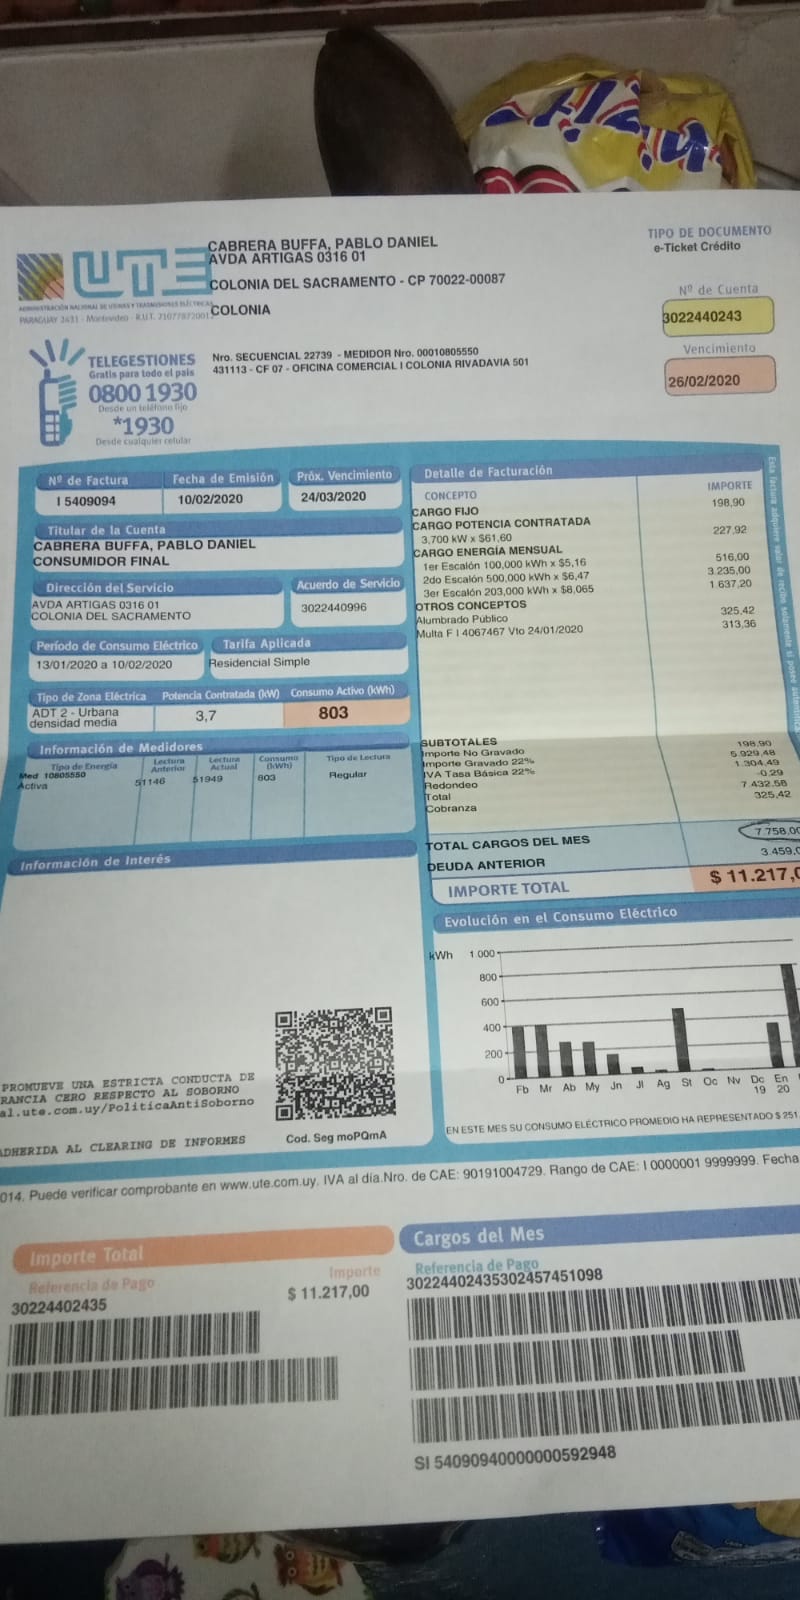 UTE
ADMINISTRACIÓN NACIONAL DE USINAS Y TRASMISIONES ELÉCTRICAS
PARAGUAY 2431 - Montevideo - R.U.T. 210778720012
CABRERA BUFFA, PABLO DANIEL
AVDA ARTIGAS 0316 01
COLONIA DEL SACRAMENTO - CP 70022-00087
COLONIA
TIPO DE DOCUMENTO
e-Ticket Crédito
Nº de Cuenta
3022440243
Vencimiento
26/02/2020
TELEGESTIONES
Gratis para todo el país
0800 1930
Desde un teléfono fijo
*1930
Desde cualquier celular
Nro. SECUENCIAL 22739 - MEDIDOR Nro. 00010805550
431113 - CF 07 - OFICINA COMERCIAL I COLONIA RIVADAVIA 501
Nº de Factura
I 5409094
Fecha de Emisión
10/02/2020
Próx. Vencimiento
24/03/2020
Titular de la Cuenta
CABRERA BUFFA, PABLO DANIEL
CONSUMIDOR FINAL
Dirección del Servicio
AVDA ARTIGAS 0316 01
COLONIA DEL SACRAMENTO
Acuerdo de Servicio
3022440996
Período de Consumo Eléctrico
13/01/2020 a 10/02/2020
Tarifa Aplicada
Residencial Simple
Tipo de Zona Eléctrica
ADT 2 - Urbana
densidad media
Potencia Contratada (kW)
3,7
Consumo Activo (kWh)
803
Información de Medidores
Tipo de Energía Lectura Anterior Lectura Actual Consumo (kWh) Tipo de Lectura
Med 10805550
Activa 51146 51949 803 Regular
Información de Interés
Detalle de Facturación
CONCEPTO IMPORTE
CARGO FIJO 198,90
CARGO POTENCIA CONTRATADA
3,700 kW x $61,60 227,92
CARGO ENERGÍA MENSUAL
1er Escalón 100,000 kWh x $5,16 516,00
2do Escalón 500,000 kWh x $6,47 3.235,00
3er Escalón 203,000 kWh x $8,065 1.637,20
OTROS CONCEPTOS
Alumbrado Público 325,42
Multa F I 4067467 Vto 24/01/2020 313,36
SUBTOTALES
Importe No Gravado 198,90
Importe Gravado 22% 5.929,48
IVA Tasa Básica 22% 1.304,49
Redondeo -0,29
Total 7.432,58
Cobranza 325,42
TOTAL CARGOS DEL MES 7.758,00
DEUDA ANTERIOR 3.459,0
IMPORTE TOTAL $ 11.217,0
Esta factura adquiere valor de recibo solamente si posee autentic
Evolución en el Consumo Eléctrico
kWh
1.000
800
600
400
200
0
Fb Mr Ab My Jn Jl Ag St Oc Nv Dc En
19 20
EN ESTE MES SU CONSUMO ELÉCTRICO PROMEDIO HA REPRESENTADO $ 251
PROMUEVE UNA ESTRICTA CONDUCTA DE
RANCIA CERO RESPECTO AL SOBORNO
al.ute.com.uy/PoliticaAntiSoborno
ADHERIDA AL CLEARING DE INFORMES
Cod. Seg moPQmA
014. Puede verificar comprobante en www.ute.com.uy. IVA al día.Nro. de CAE: 90191004729. Rango de CAE: I 0000001 9999999. Fecha
Importe Total
Referencia de Pago
30224402435
Importe
$ 11.217,00
Cargos del Mes
Referencia de Pago
30224402435302457451098
SI 54090940000000592948